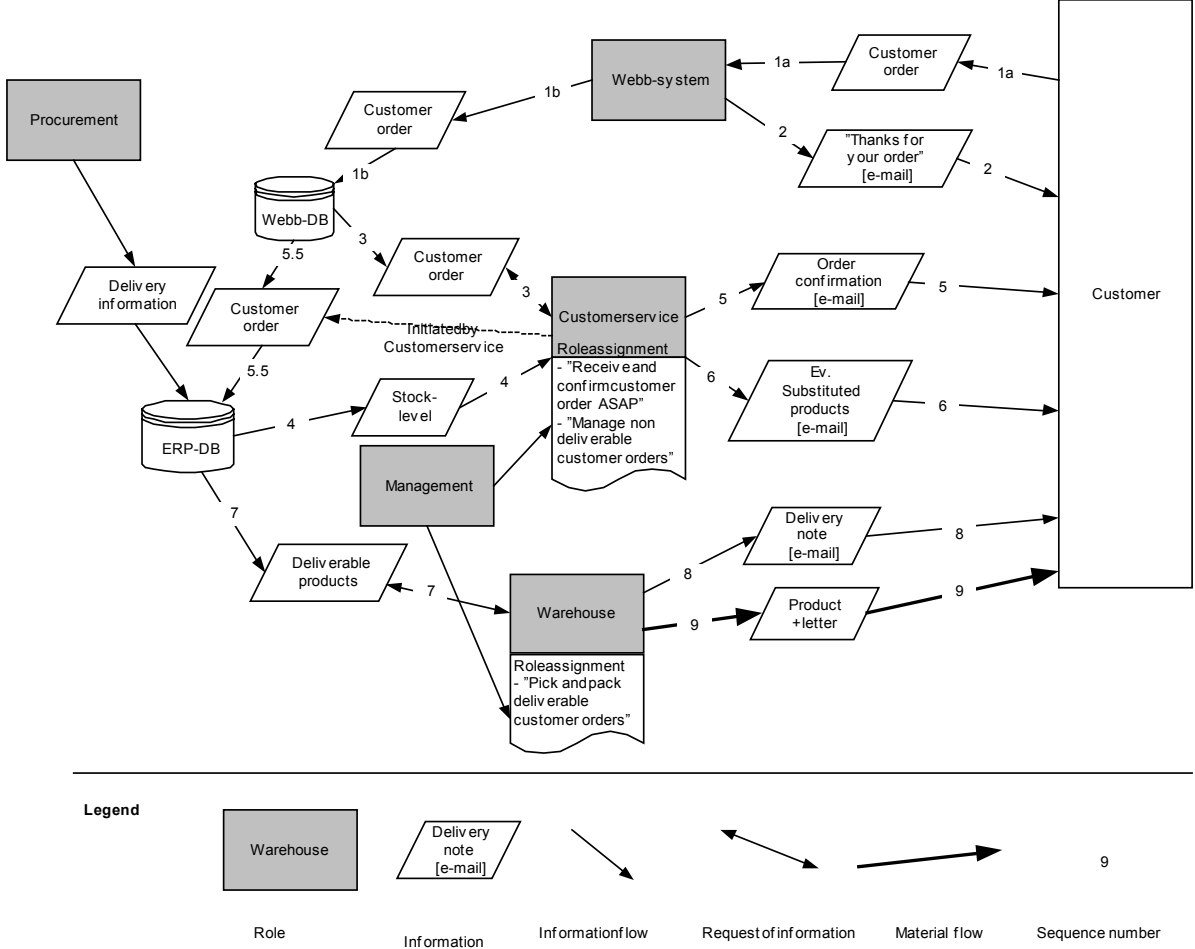 Customer
order
1a
1a
Webb-system
1b
Customer
order
1b
Procurement
2
"Thanks for
your order"
[e-mail]
2
Webb-DB
3
5.5
Customer
order
3
Delivery
information
Customer
order
5.5
Initiatedby
Customerservice
Customerservice
Roleassignment
- "Receive and
confirm customer
order ASAP"
- "Manage non
deliverable
customer orders"
5
Order
confirmation
[e-mail]
5
Customer
6
Ev.
Substituted
products
[e-mail]
6
ERP-DB
4
Stock-
level
4
Management
7
Deliverable
products
7
Warehouse
Roleassignment
- "Pick and pack
deliverable
customer orders"
8
Delivery
note
[e-mail]
8
9
Product
+letter
9
Legend
Warehouse
Delivery
note
[e-mail]
9
Role
Information
Informationflow
Request of information
Material flow
Sequence number